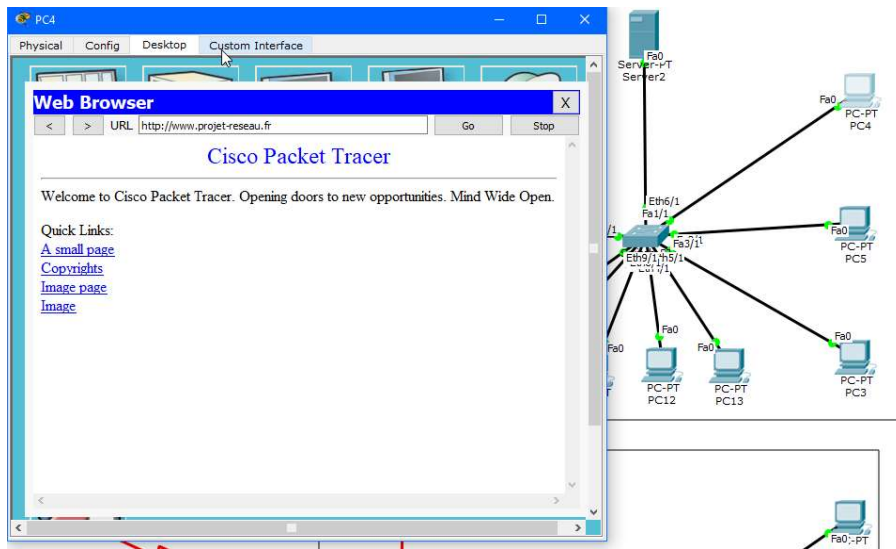 PC4
Physical Config Desktop Custom Interface
Web Browser X
< > URL http://www.projet-reseau.fr Go Stop
Cisco Packet Tracer
Welcome to Cisco Packet Tracer. Opening doors to new opportunities. Mind Wide Open.
Quick Links:
A small page
Copyrights
Image page
Image
Fa0
Server-PT
Server2
Fa0
PC-PT
PC4
Eth6/1
Fa1/1
/1
Fa3/1
Eth9/1
Fa0
PC-PT
PC5
Fa0
Fa0
PC-PT
PC12
Fa0
PC-PT
PC13
Fa0
PC-PT
PC3
Fa0